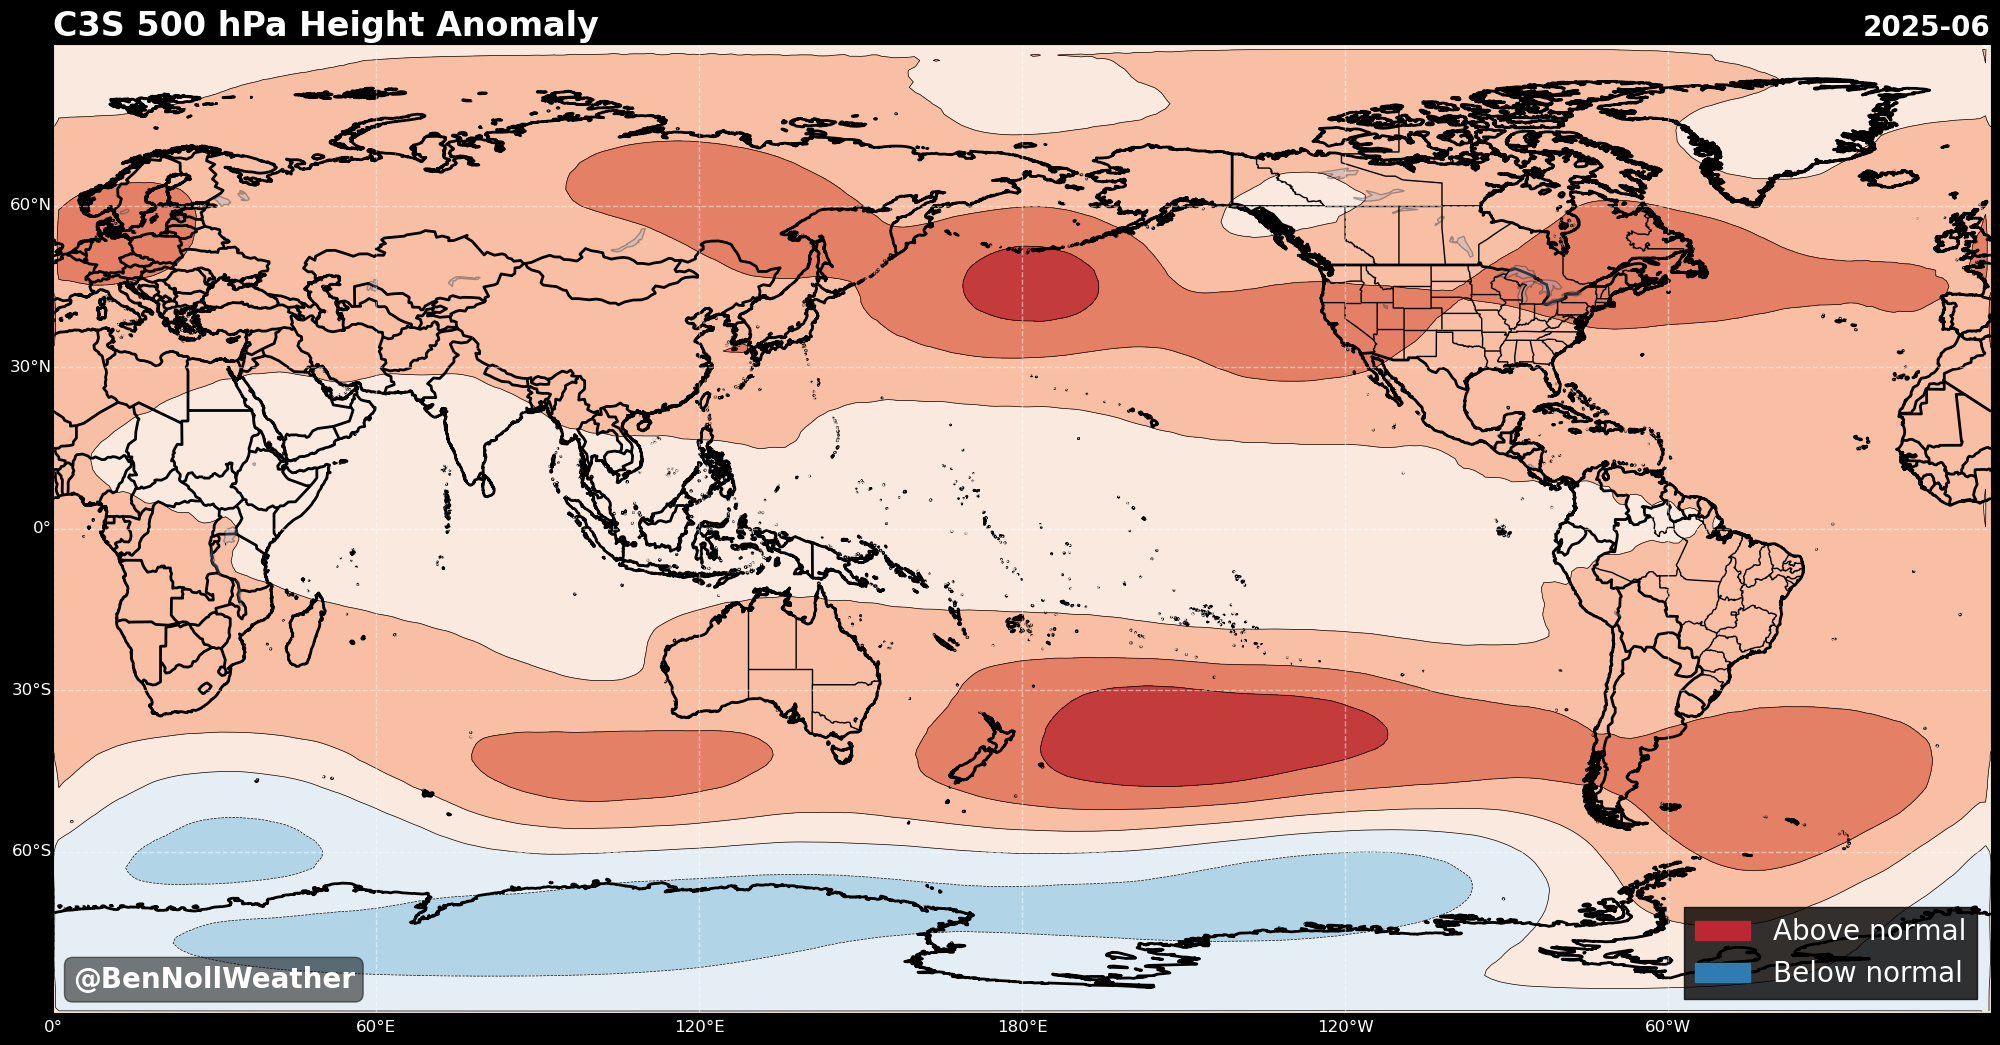 C3S 500 hPa Height Anomaly
2025-06
60°N
30°N
0°
30°S
60°S
Above normal
Below normal
@BenNollWeather
0°
60°E
120°E
180°E
120°W
60°W